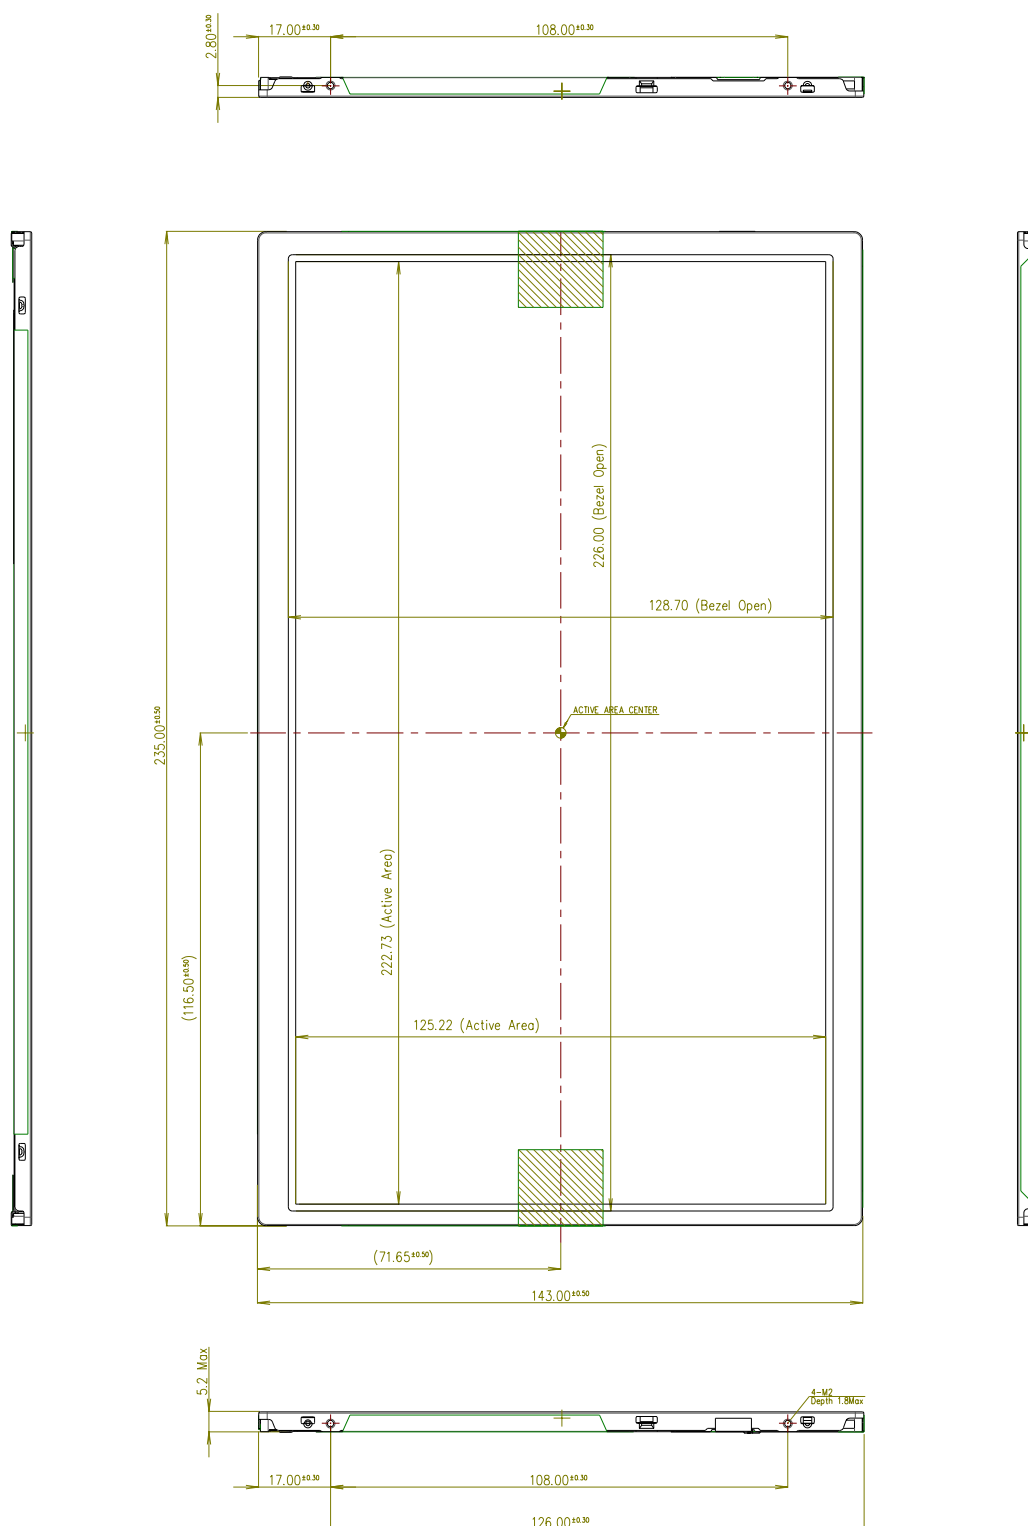 17.00±0.30
108.00±0.30
2.80±0.30
226.00 (Bezel Open)
128.70 (Bezel Open)
ACTIVE AREA CENTER
235.00±0.50
222.73 (Active Area)
(116.50±0.50)
125.22 (Active Area)
(71.65±0.50)
143.00±0.50
5.2 Max
4-M2
Depth 1.8Max
17.00±0.30
108.00±0.30
126.00±0.30